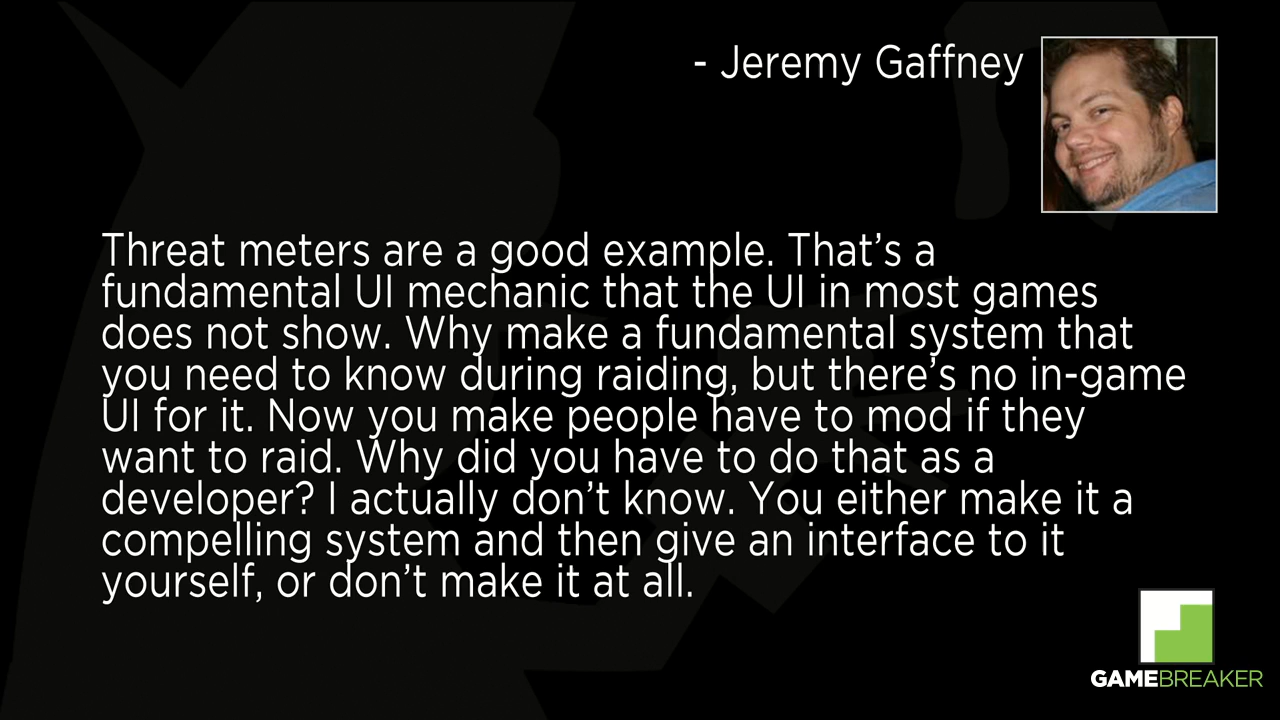 - Jeremy Gaffney
Threat meters are a good example. That’s a
fundamental UI mechanic that the UI in most games
does not show. Why make a fundamental system that
you need to know during raiding, but there’s no in-game
UI for it. Now you make people have to mod if they
want to raid. Why did you have to do that as a
developer? I actually don’t know. You either make it a
compelling system and then give an interface to it
yourself, or don’t make it at all.
GAMEBREAKER